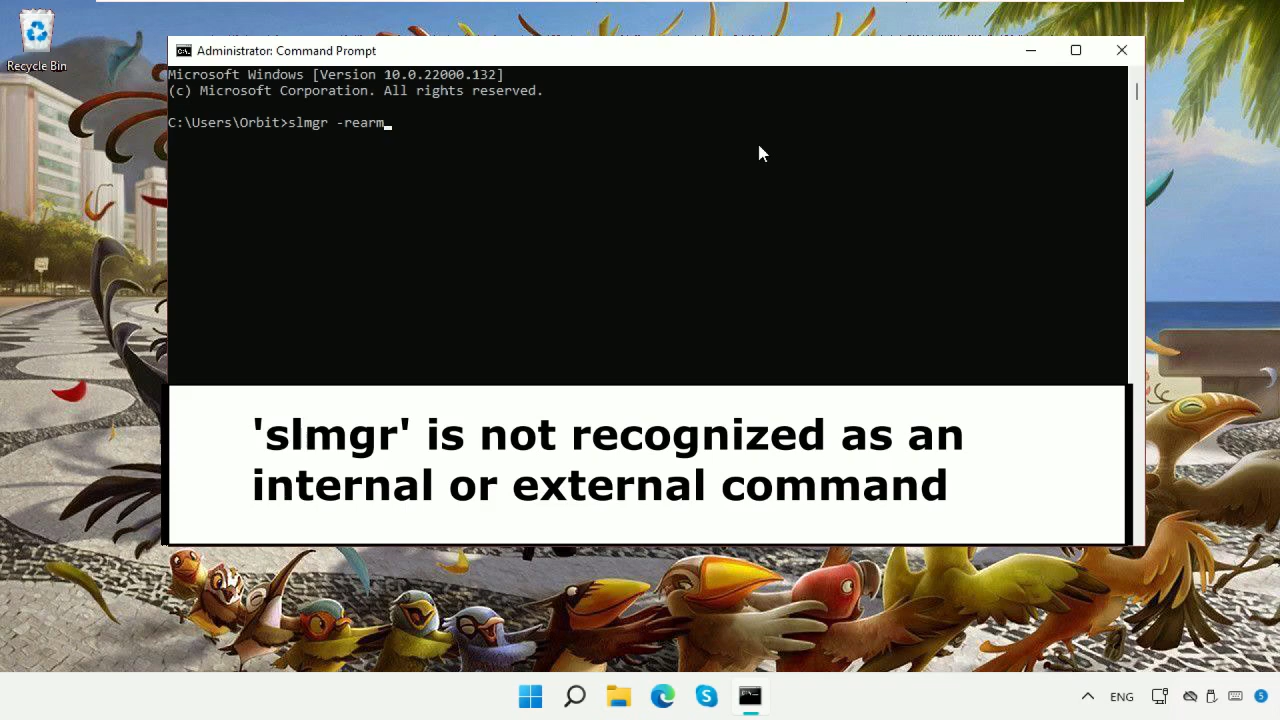 Recycle Bin
Administrator: Command Prompt
Microsoft Windows [Version 10.0.22000.132]
(c) Microsoft Corporation. All rights reserved.
C:\Users\Orbit>slmgr -rearm
'slmgr' is not recognized as an
internal or external command
ENG
5